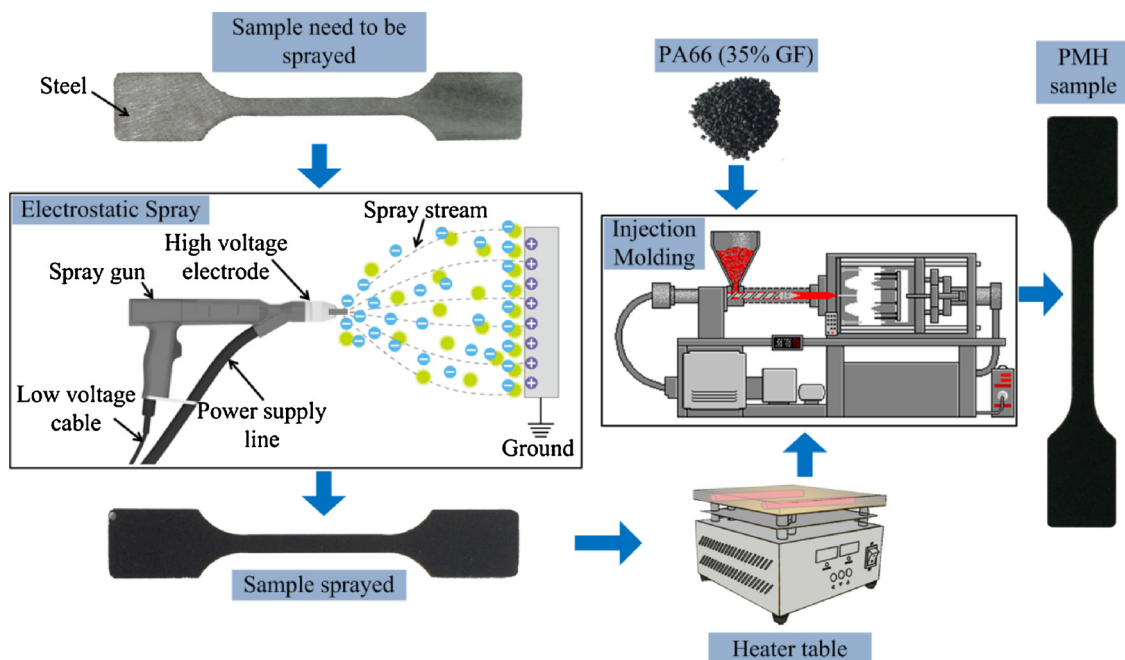 Sample need to be
sprayed
Steel
Electrostatic Spray
Spray stream
High voltage
electrode
Spray gun
Low voltage
cable
Power supply
line
Ground
Sample sprayed
PA66 (35% GF)
Injection
Molding
Heater table
PMH
sample